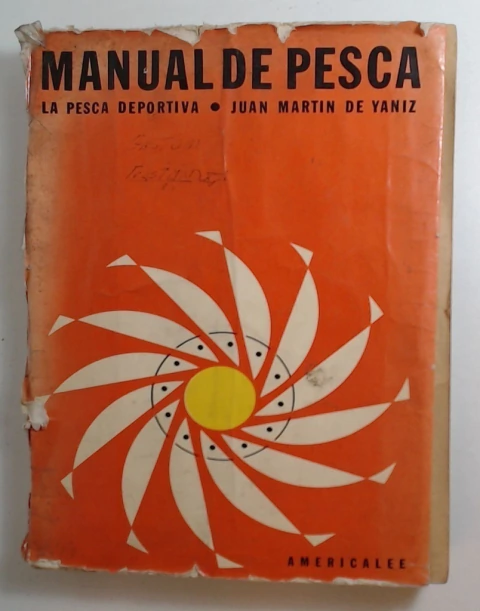 MANUAL DE PESCA
LA PESCA DEPORTIVA • JUAN MARTIN DE YANIZ
AMERICALEE